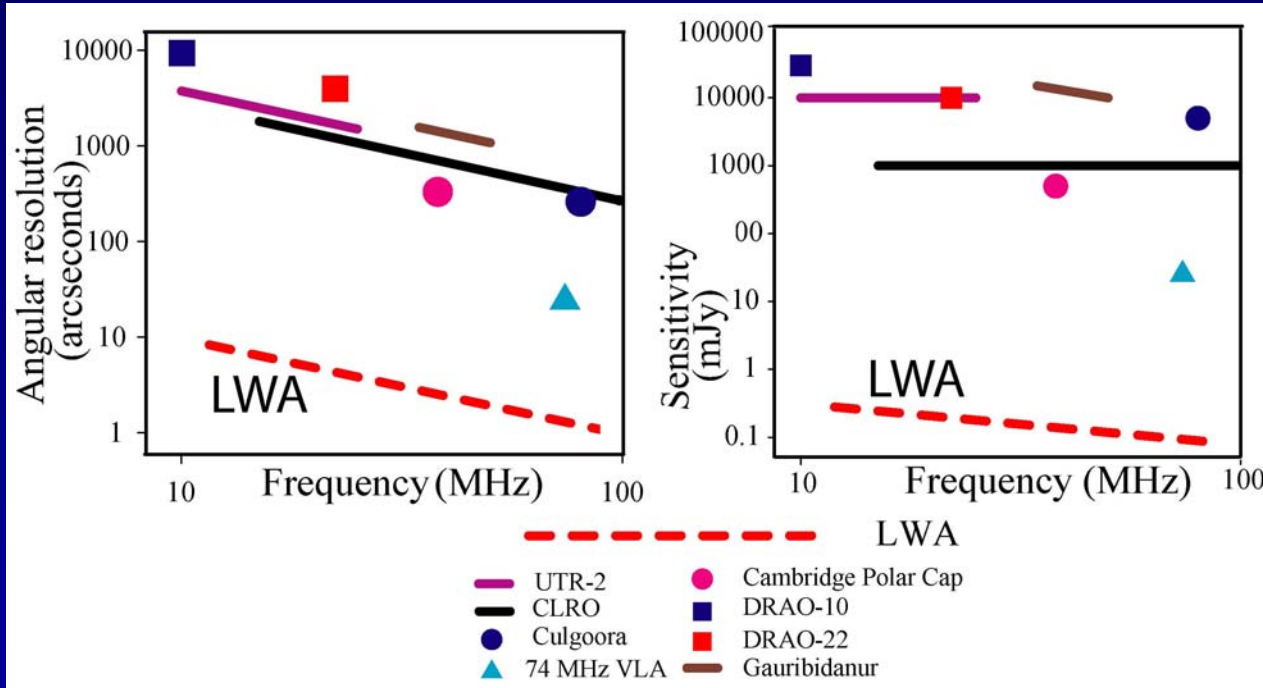 10000
1000
100
10
1
Angular resolution
(arcseconds)
LWA
10
Frequency (MHz)
100
100000
10000
1000
00
10
1
0.1
Sensitivity
(mJy)
LWA
10
Frequency (MHz)
100
LWA
UTR-2
CLRO
Culgoora
74 MHz VLA
Cambridge Polar Cap
DRAO-10
DRAO-22
Gauribidanur